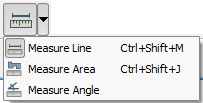 Measure Line Ctrl+Shift+M
Measure Area Ctrl+Shift+J
Measure Angle